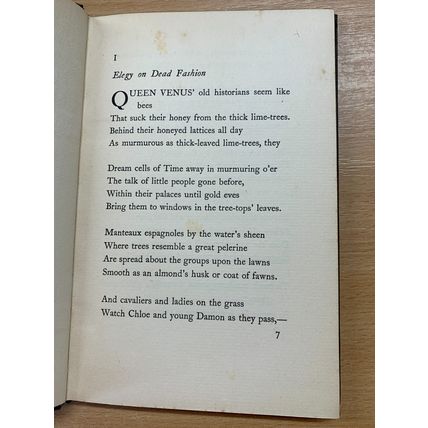 I
Elegy on Dead Fashion
QUEEN VENUS' old historians seem like
bees
That suck their honey from the thick lime-trees.
Behind their honeyed lattices all day
As murmurous as thick-leaved lime-trees, they
Dream cells of Time away in murmuring o'er
The talk of little people gone before,
Within their palaces until gold eves
Bring them to windows in the tree-tops' leaves.
Manteaux espagnoles by the water's sheen
Where trees resemble a great pelerine
Are spread about the groups upon the lawns
Smooth as an almond's husk or coat of fawns.
And cavaliers and ladies on the grass
Watch Chloe and young Damon as they pass,—
7